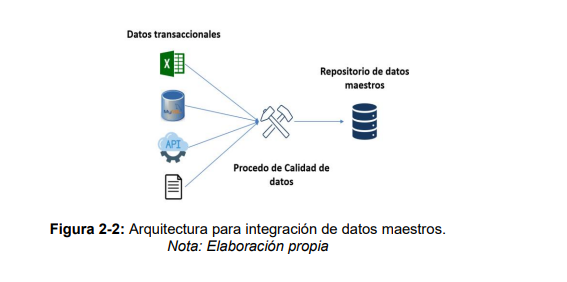 Datos transaccionales
X
API
Repositorio de datos
maestros
Procedo de Calidad de
datos
Figura 2-2: Arquitectura para integración de datos maestros.
Nota: Elaboración propia